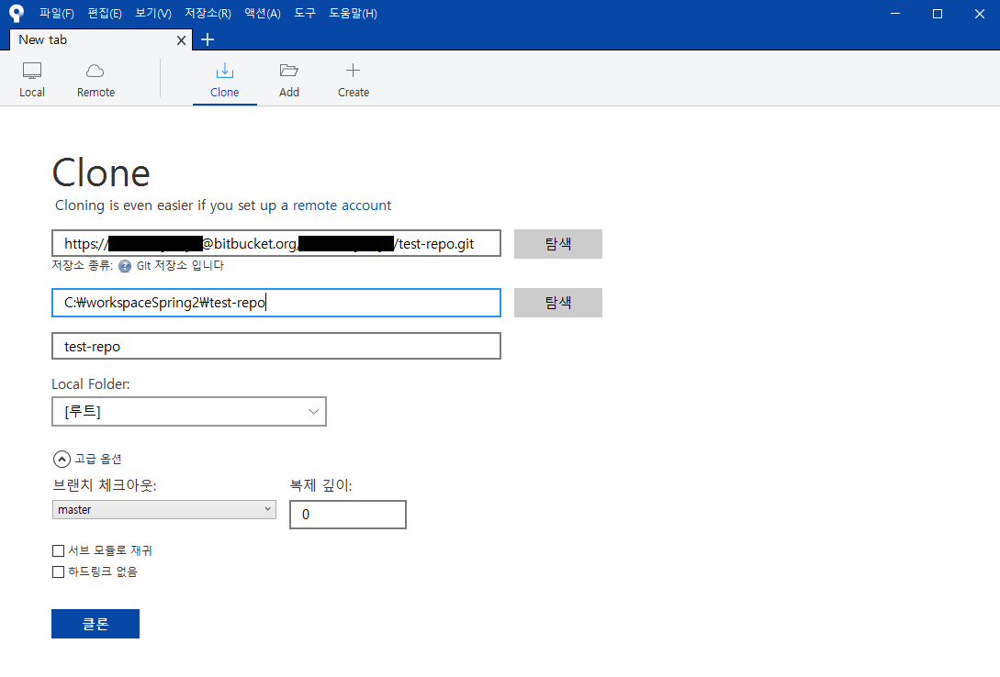 파일(F) 편집(E) 보기(V) 저장소(R) 액션(A) 도구 도움말(H)
New tab
Local Remote Clone Add Create
Clone
Cloning is even easier if you set up a remote account
https:// @bitbucket.org/ /test-repo.git 탐색
저장소 종류: ? Git 저장소 입니다
C:₩workspaceSpring2₩test-repo 탐색
test-repo
Local Folder:
[루트]
고급 옵션
브랜치 체크아웃: 복제 깊이:
master 0
서브 모듈로 재귀
하드링크 없음
클론